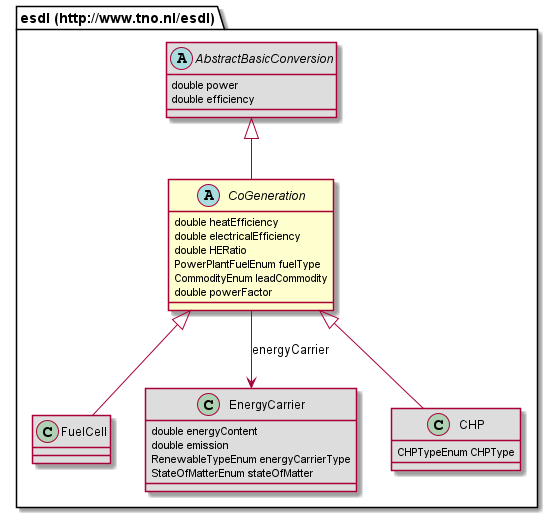 esdl (http://www.tno.nl/esdl)
A AbstractBasicConversion
double power
double efficiency
A CoGeneration
double heatEfficiency
double electricalEfficiency
double HERatio
PowerPlantFuelEnum fuelType
CommodityEnum leadCommodity
double powerFactor
energyCarrier
C FuelCell
C EnergyCarrier
double energyContent
double emission
RenewableTypeEnum energyCarrierType
StateOfMatterEnum stateOfMatter
C CHP
CHPTypeEnum CHPType